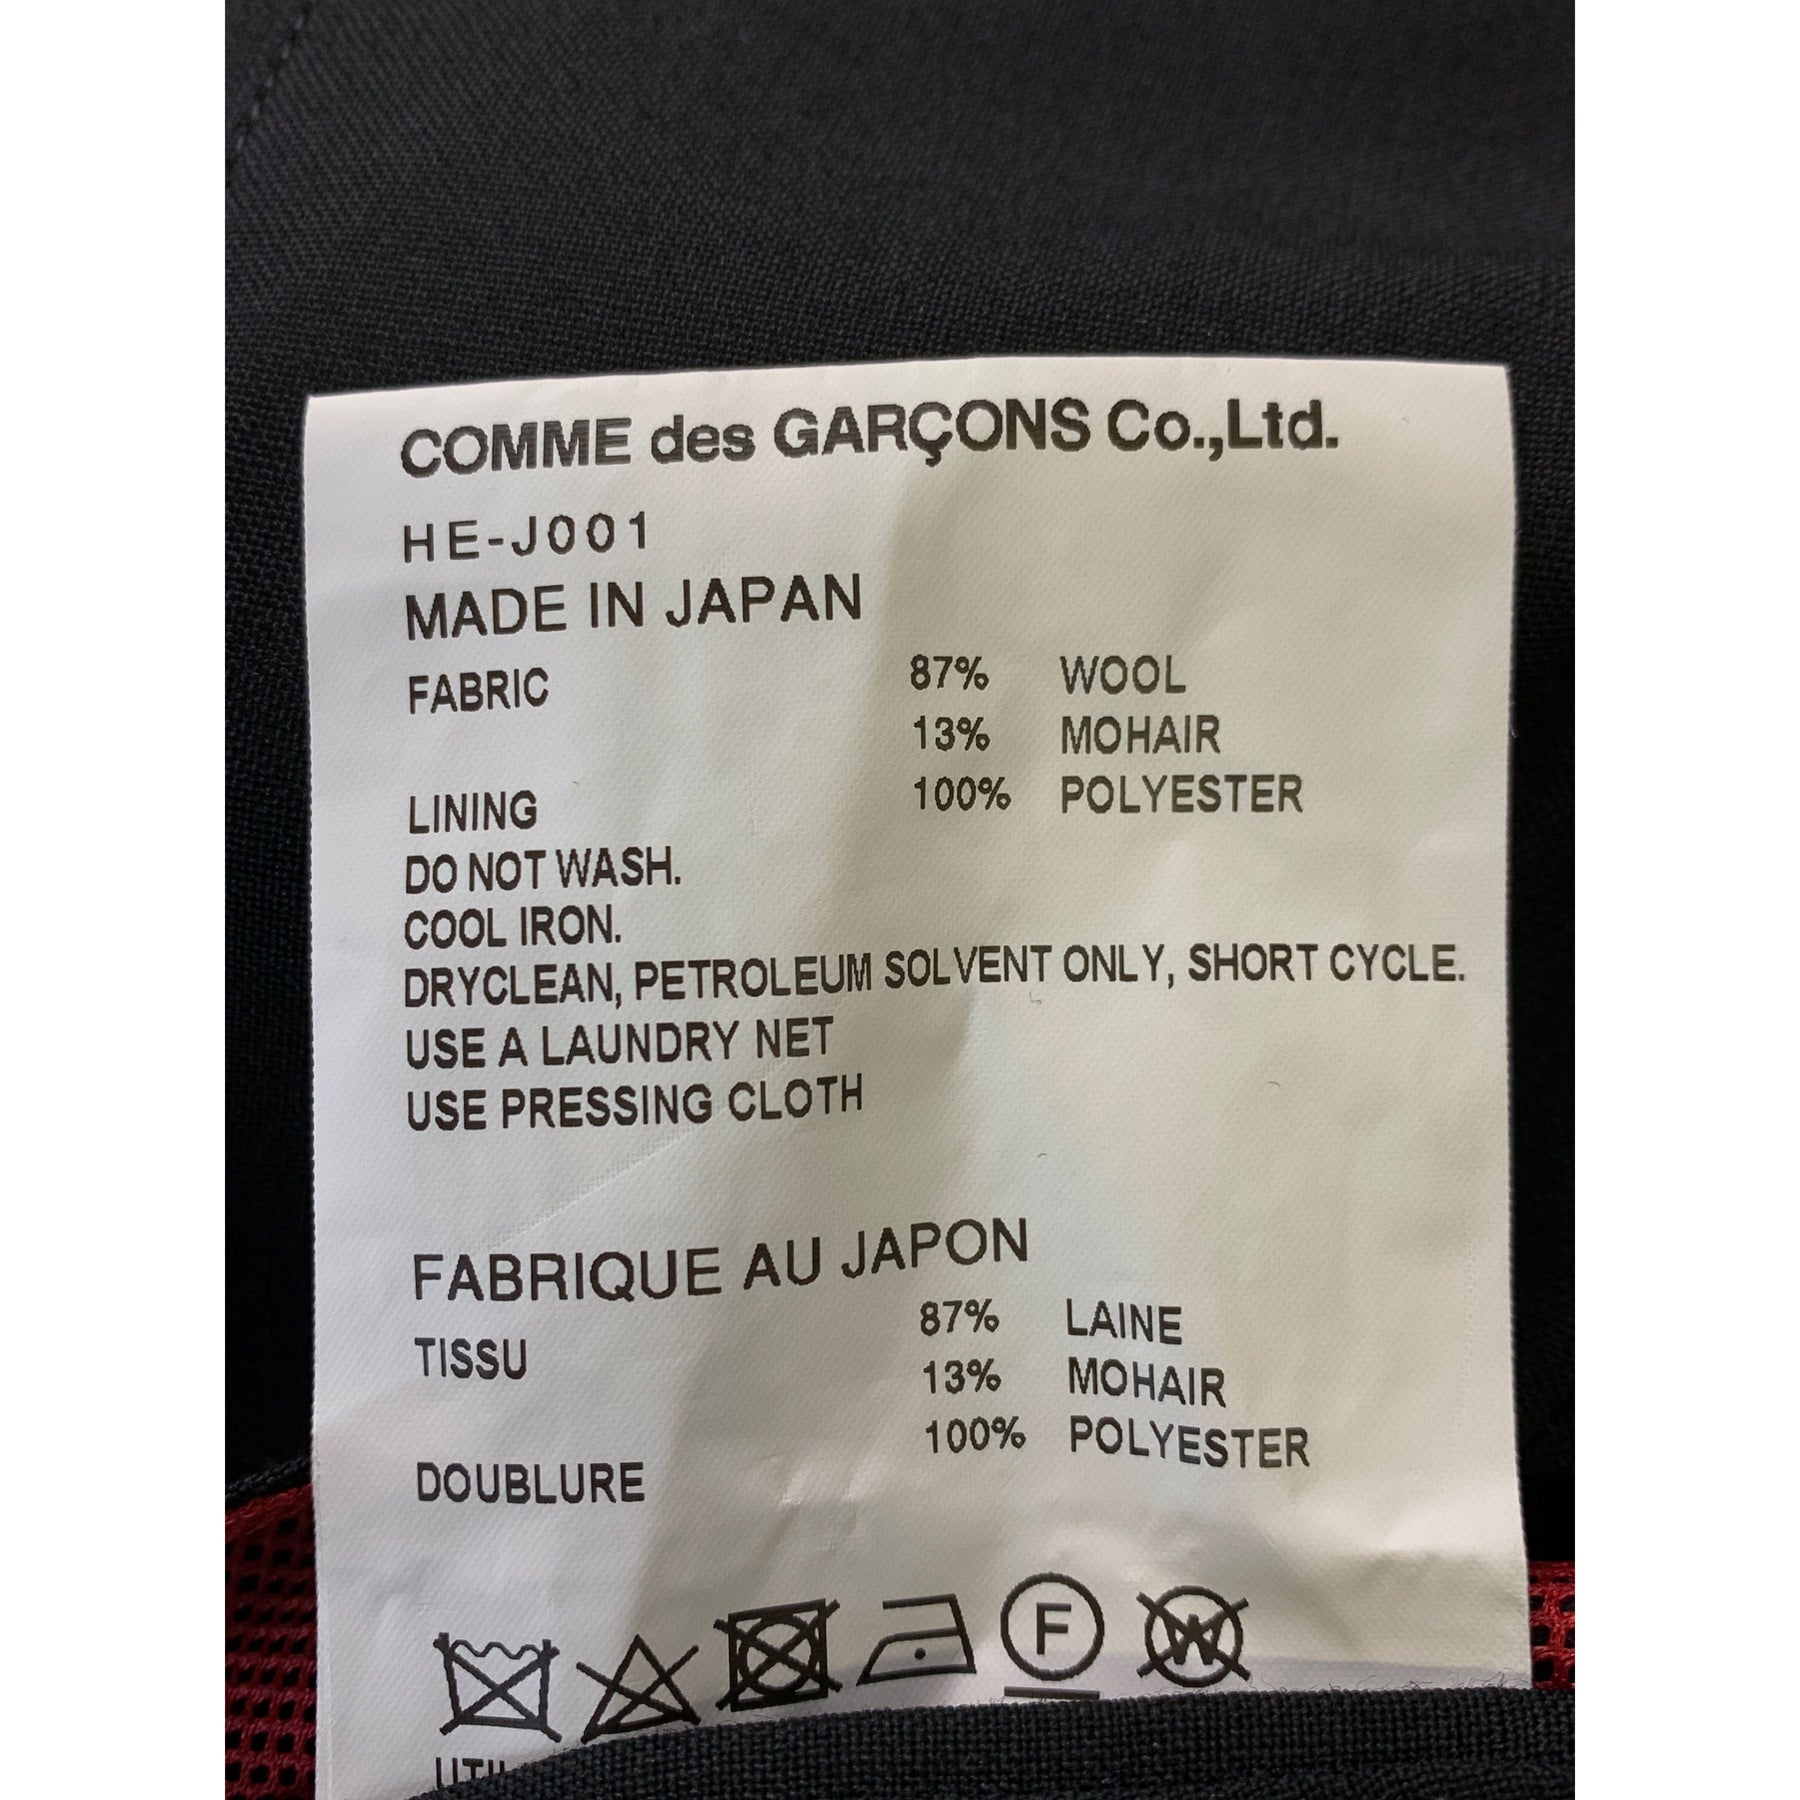 COMME des GARÇONS Co.,Ltd.
HE-J001
MADE IN JAPAN
FABRIC 87% WOOL
13% MOHAIR
LINING 100% POLYESTER
DO NOT WASH.
COOL IRON.
DRYCLEAN, PETROLEUM SOLVENT ONLY, SHORT CYCLE.
USE A LAUNDRY NET
USE PRESSING CLOTH
FABRIQUE AU JAPON
TISSU 87% LAINE
13% MOHAIR
DOUBLURE 100% POLYESTER
F W